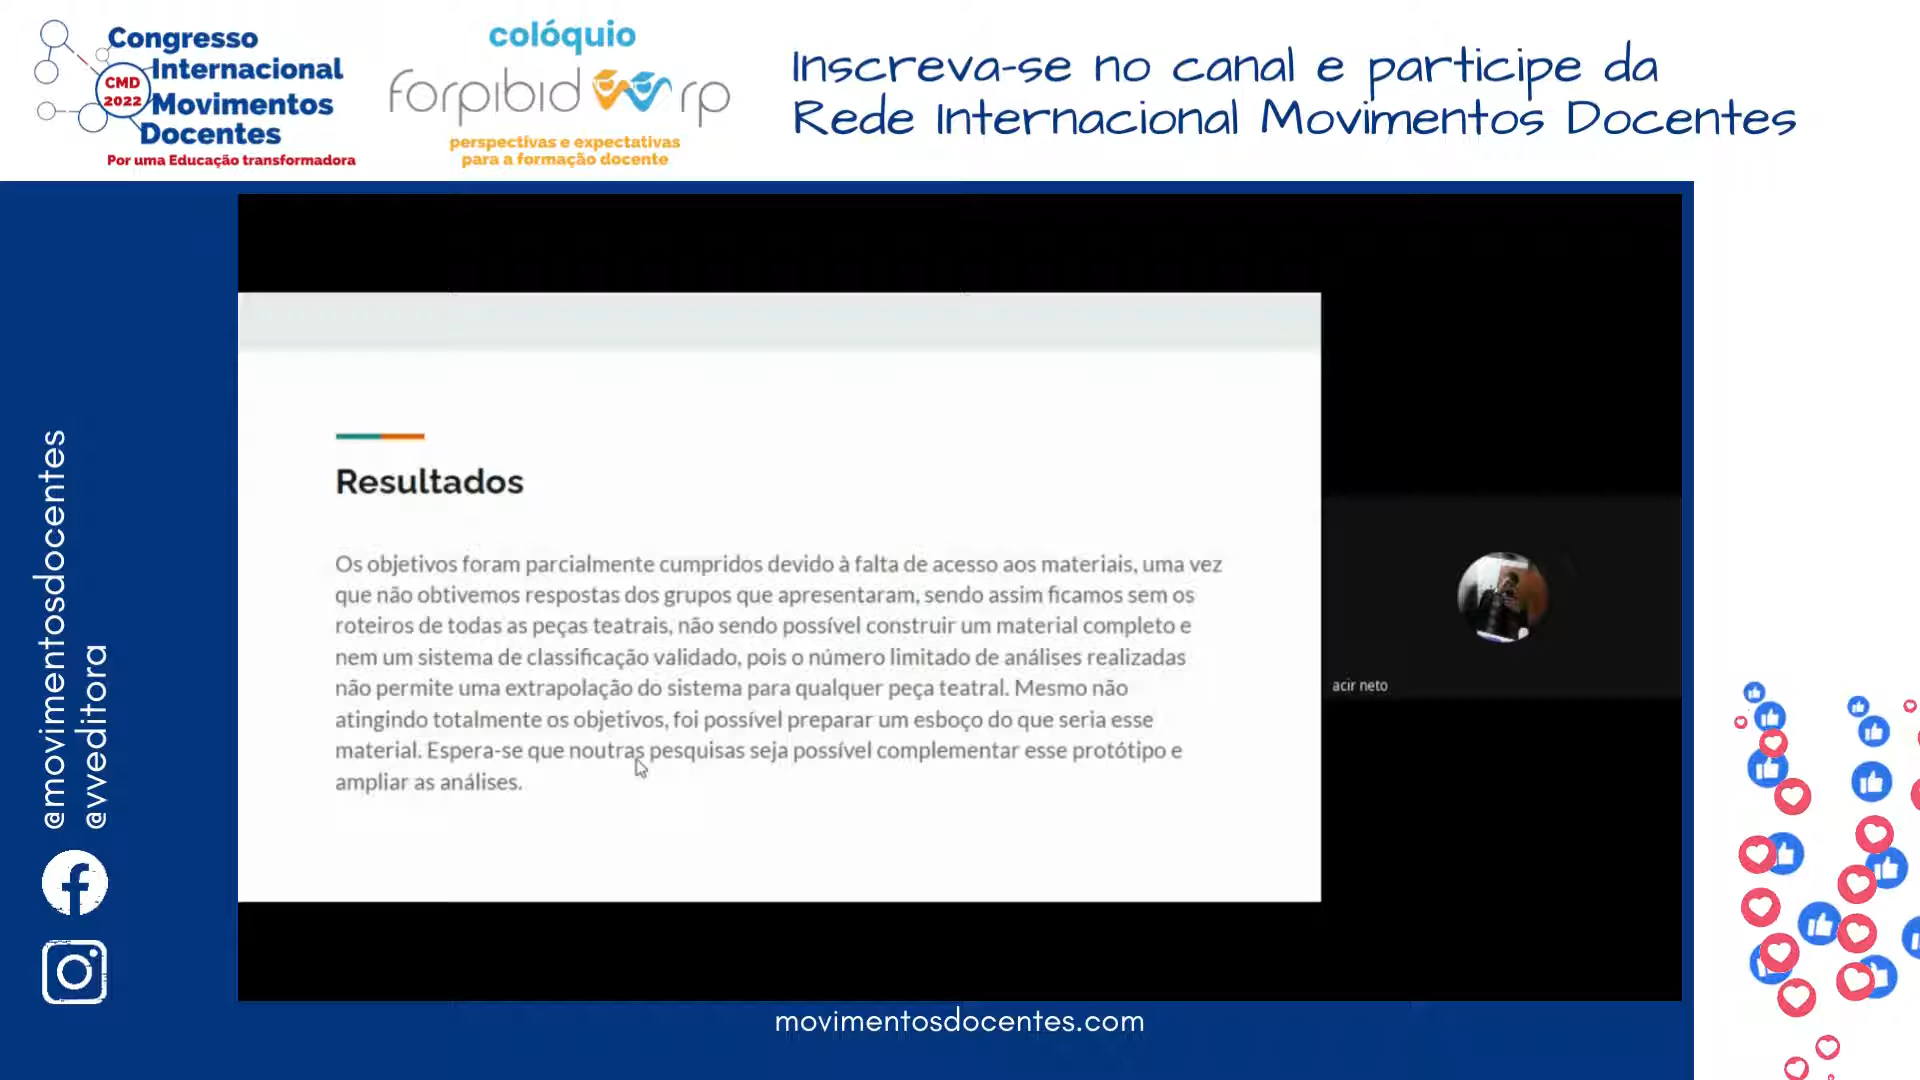 Congresso
Internacional
CMD
2022
Movimentos
Docentes
Por uma Educação transformadora
colóquio
forpibid rp
perspectivas e expectativas
para a formação docente
Inscreva-se no canal e participe da
Rede Internacional Movimentos Docentes
@movimentosdocentes
@vveditora
Resultados
Os objetivos foram parcialmente cumpridos devido à falta de acesso aos materiais, uma vez
que não obtivemos respostas dos grupos que apresentaram, sendo assim ficamos sem os
roteiros de todas as peças teatrais, não sendo possível construir um material completo e
nem um sistema de classificação validado, pois o número limitado de análises realizadas
não permite uma extrapolação do sistema para qualquer peça teatral. Mesmo não
atingindo totalmente os objetivos, foi possível preparar um esboço do que seria esse
material. Espera-se que noutras pesquisas seja possível complementar esse protótipo e
ampliar as análises.
acir neto
movimentosdocentes.com